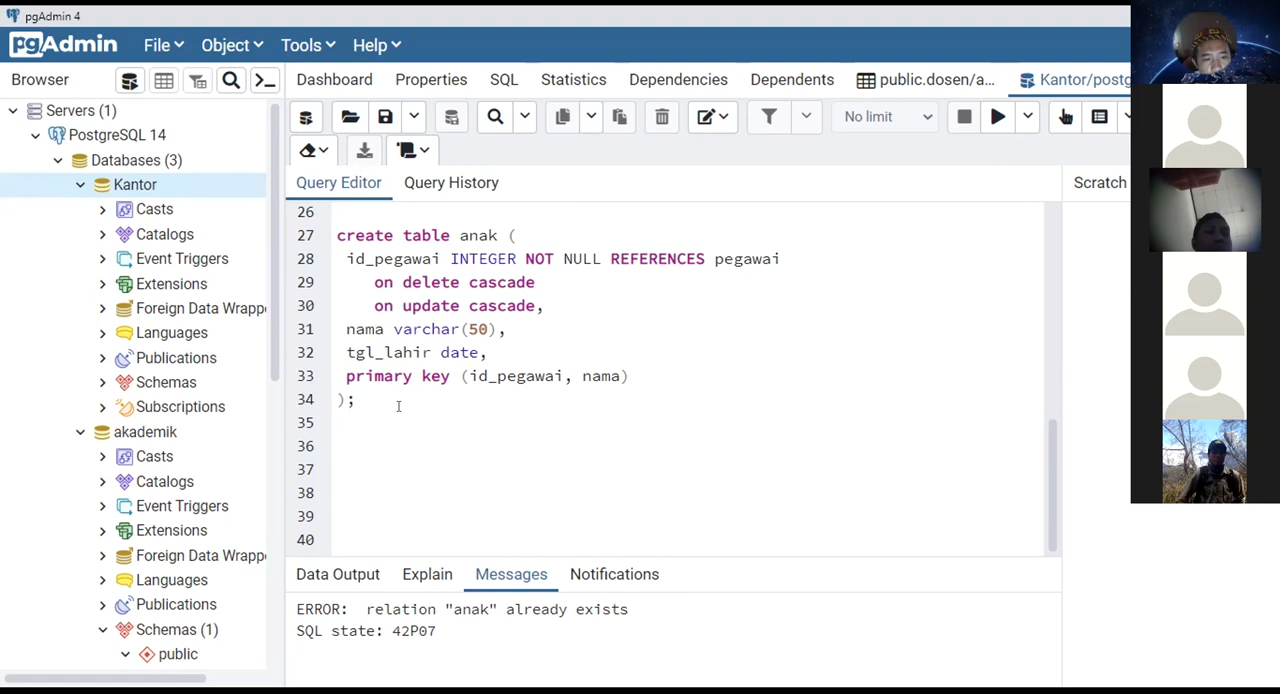 pgAdmin 4
pgAdmin File Object Tools Help
Browser
Dashboard Properties SQL Statistics Dependencies Dependents public.dosen/a... Kantor/postg
No limit
Query Editor Query History
Scratch
Servers (1)
PostgreSQL 14
Databases (3)
Kantor
Casts
Catalogs
Event Triggers
Extensions
Foreign Data Wrappe
Languages
Publications
Schemas
Subscriptions
akademik
Casts
Catalogs
Event Triggers
Extensions
Foreign Data Wrappe
Languages
Publications
Schemas (1)
public
26
27 create table anak (
28 id_pegawai INTEGER NOT NULL REFERENCES pegawai
29 on delete cascade
30 on update cascade,
31 nama varchar(50),
32 tgl_lahir date,
33 primary key (id_pegawai, nama)
34 );
35
36
37
38
39
40
Data Output Explain Messages Notifications
ERROR: relation "anak" already exists
SQL state: 42P07